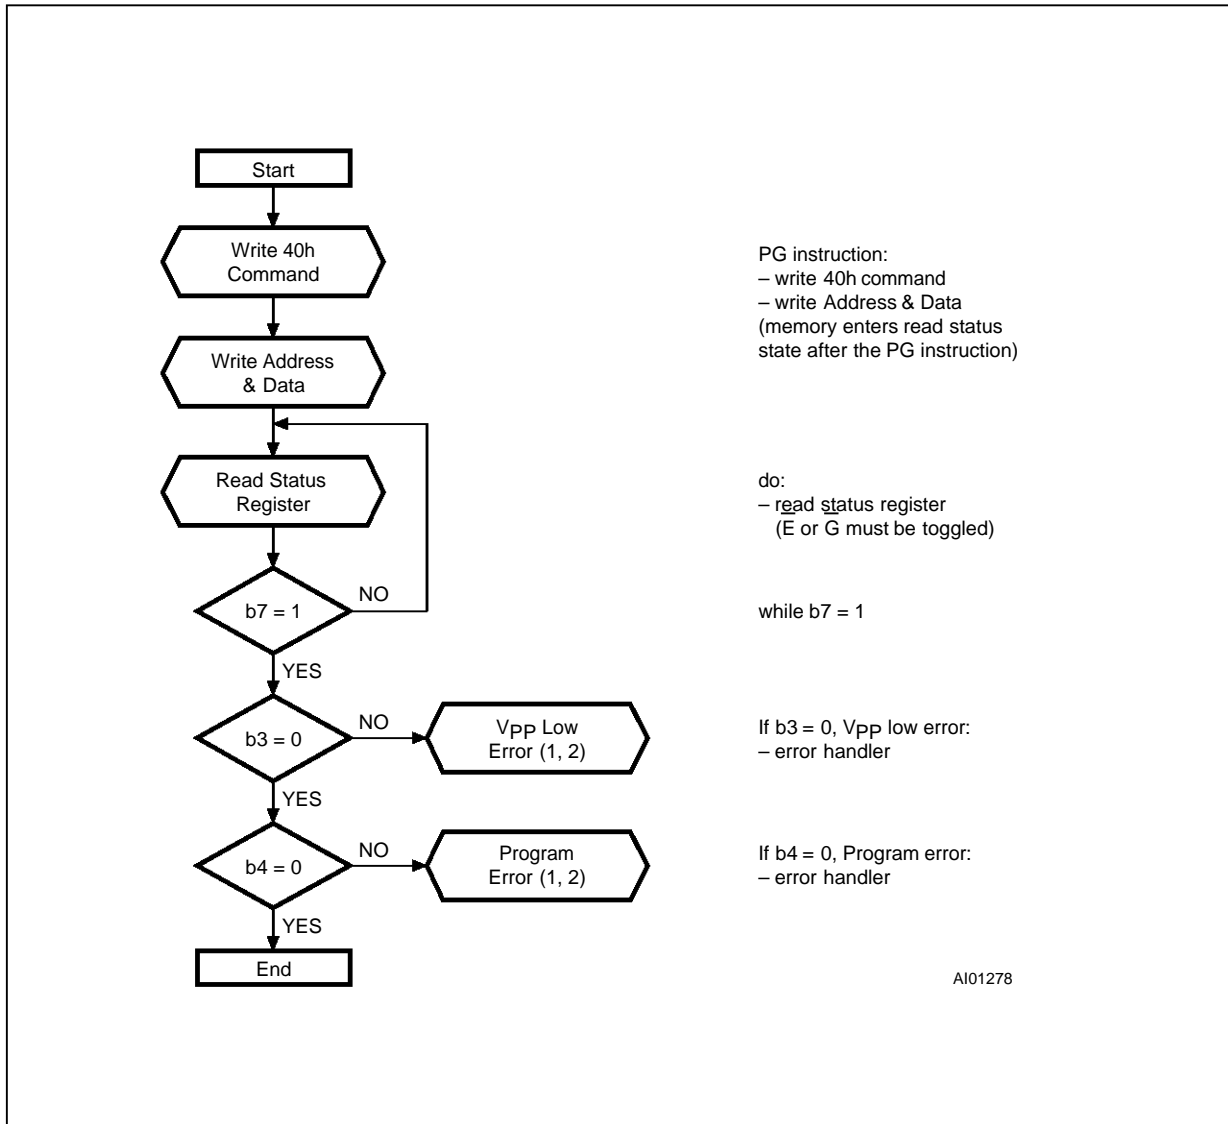 Start
Write 40h
Command
PG instruction:
– write 40h command
– write Address & Data
(memory enters read status
state after the PG instruction)
Write Address
& Data
Read Status
Register
do:
– read status register
(E̅ or G̅ must be toggled)
b7 = 1
NO
while b7 = 1
YES
b3 = 0
NO
VPP Low
Error (1, 2)
If b3 = 0, VPP low error:
– error handler
YES
b4 = 0
NO
Program
Error (1, 2)
If b4 = 0, Program error:
– error handler
YES
End
AI01278